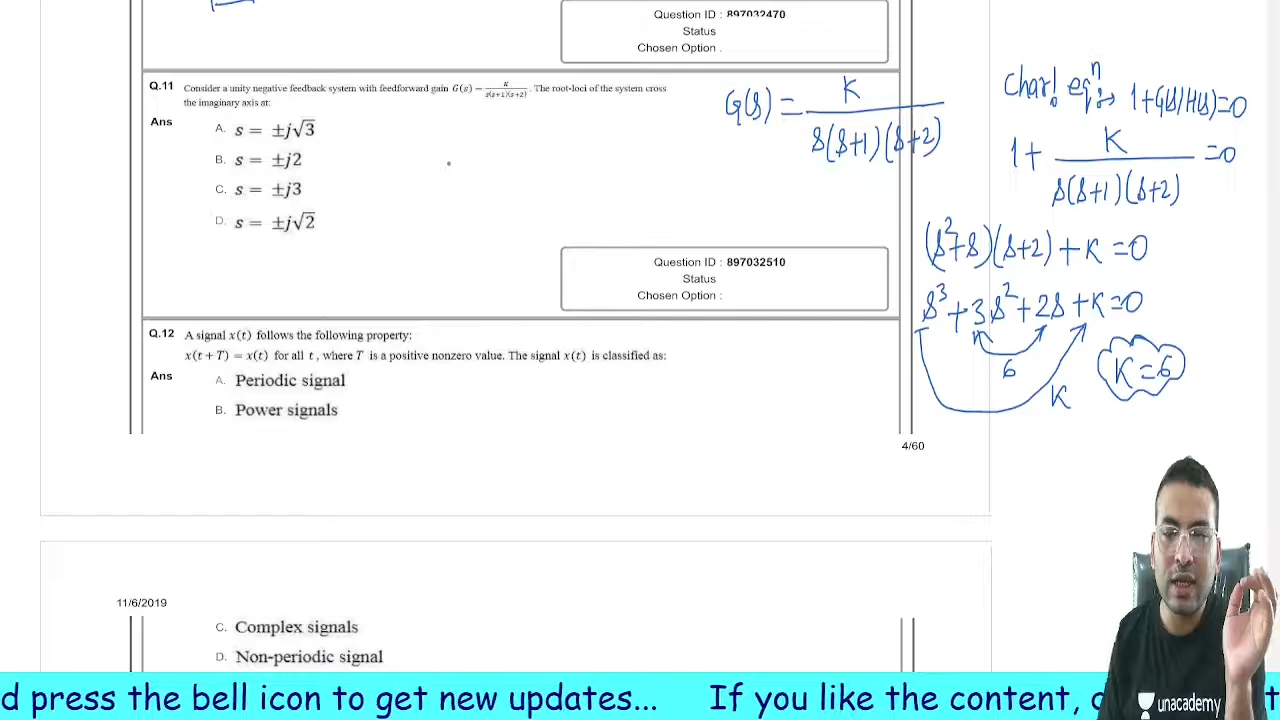 Question ID : 897032470
Status
Chosen Option :
Q.11 Consider a unity negative feedback system with feedforward gain G(s) = K/(s(s+1)(s+2)). The root-loci of the system cross
the imaginary axis at:
Ans
A. s = ±j√3
B. s = ±j2
C. s = ±j3
D. s = ±j√2
Question ID : 897032510
Status
Chosen Option :
Q.12 A signal x(t) follows the following property:
x(t + T) = x(t) for all t , where T is a positive nonzero value. The signal x(t) is classified as:
Ans
A. Periodic signal
B. Power signals
4/60
11/6/2019
C. Complex signals
D. Non-periodic signal
G(s) = K / s(s+1)(s+2)
Char! eqn 1+G(s)H(s)=0
1 + K / s(s+1)(s+2) =0
(s²+s)(s+2)+K=0
s³+3s²+2s+K=0
6
K
K=6
unacademy
d press the bell icon to get new updates... If you like the content,